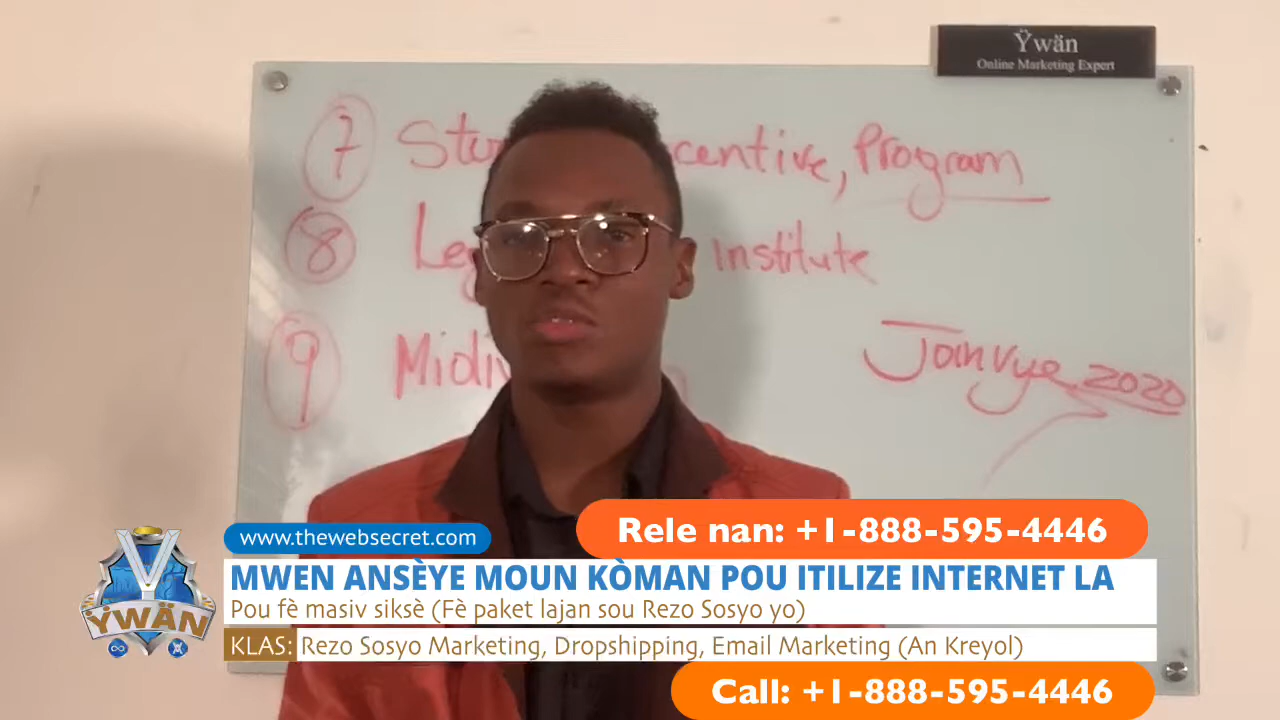 Ÿwän
Online Marketing Expert
7 centive, Program
8 institute
9
Janvye 2020
Rele nan: +1-888-595-4446
www.thewebsecret.com
MWEN ANSÈYE MOUN KÒMAN POU ITILIZE INTERNET LA
Pou fè masiv siksè (Fè paket lajan sou Rezo Sosyo yo)
KLAS: Rezo Sosyo Marketing, Dropshipping, Email Marketing (An Kreyol)
ŸWÄN
Call: +1-888-595-4446